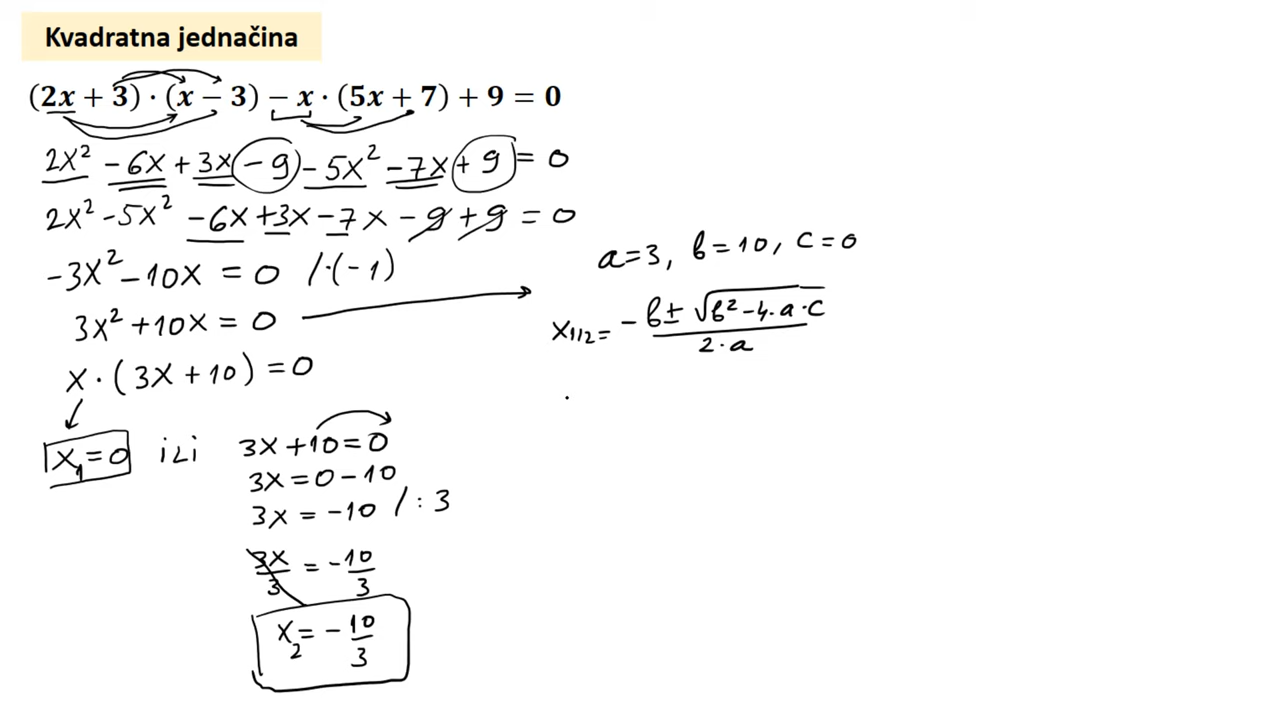 Kvadratna jednačina
(2x + 3) · (x − 3) − x · (5x + 7) + 9 = 0
2x² − 6x + 3x − 9 − 5x² − 7x + 9 = 0
2x² − 5x² − 6x + 3x − 7x − 9 + 9 = 0
−3x² − 10x = 0 /·(−1)
3x² + 10x = 0
x · (3x + 10) = 0
x₁ = 0 ili 3x + 10 = 0
3x = 0 − 10
3x = −10 / : 3
3x/3 = −10/3
x₂ = −10/3
a = 3, b = 10, c = 0
x₁/₂ = −b ± √(b² − 4·a·c) / 2·a